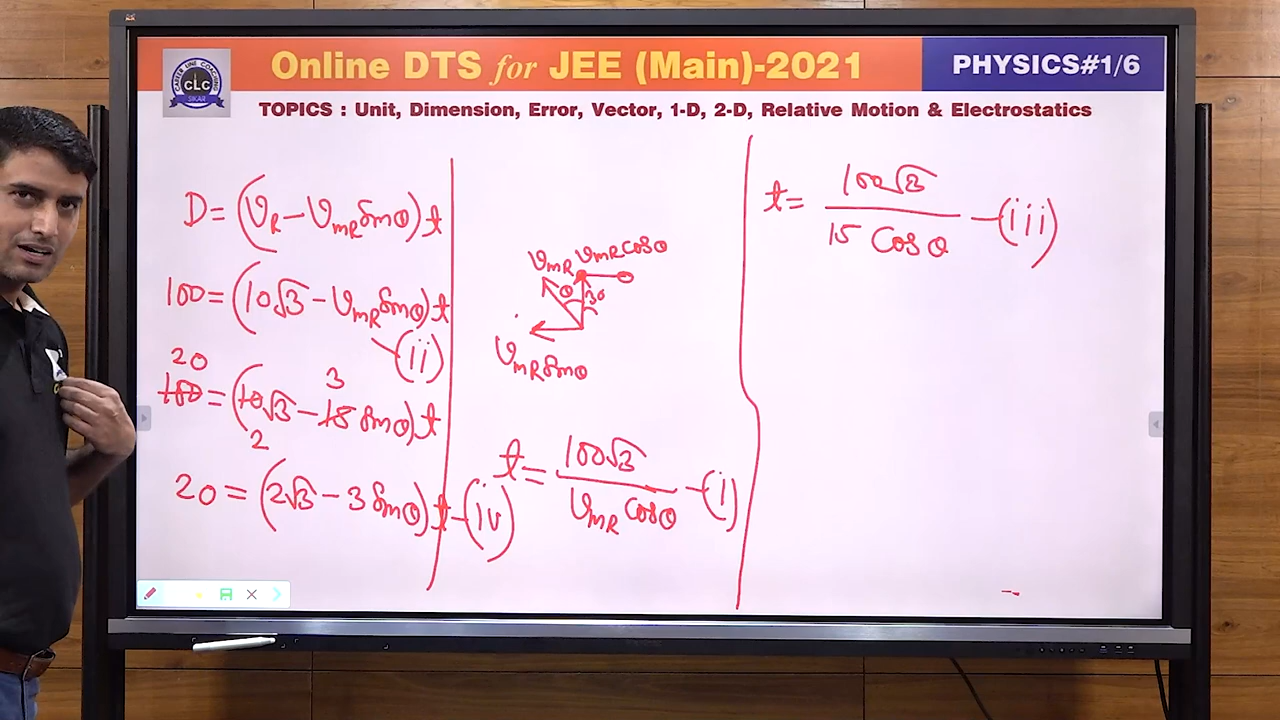 Online DTS for JEE (Main)-2021
PHYSICS#1/6
CAREER LINE COACHING
CLC
SIKAR
TOPICS : Unit, Dimension, Error, Vector, 1-D, 2-D, Relative Motion & Electrostatics
D = (VR - VmR sinθ) t
100 = (10√3 - VmR sinθ) t
-(ii)
20 3
100 = (10√3 - 15 sinθ) t
2
20 = (2√3 - 3 sinθ) t -(iv)
VmR VmR cosθ
θ 30
VmR sinθ
t = 100√3 / VmR cosθ -(i)
t = 100√3 / 15 Cosθ -(iii)